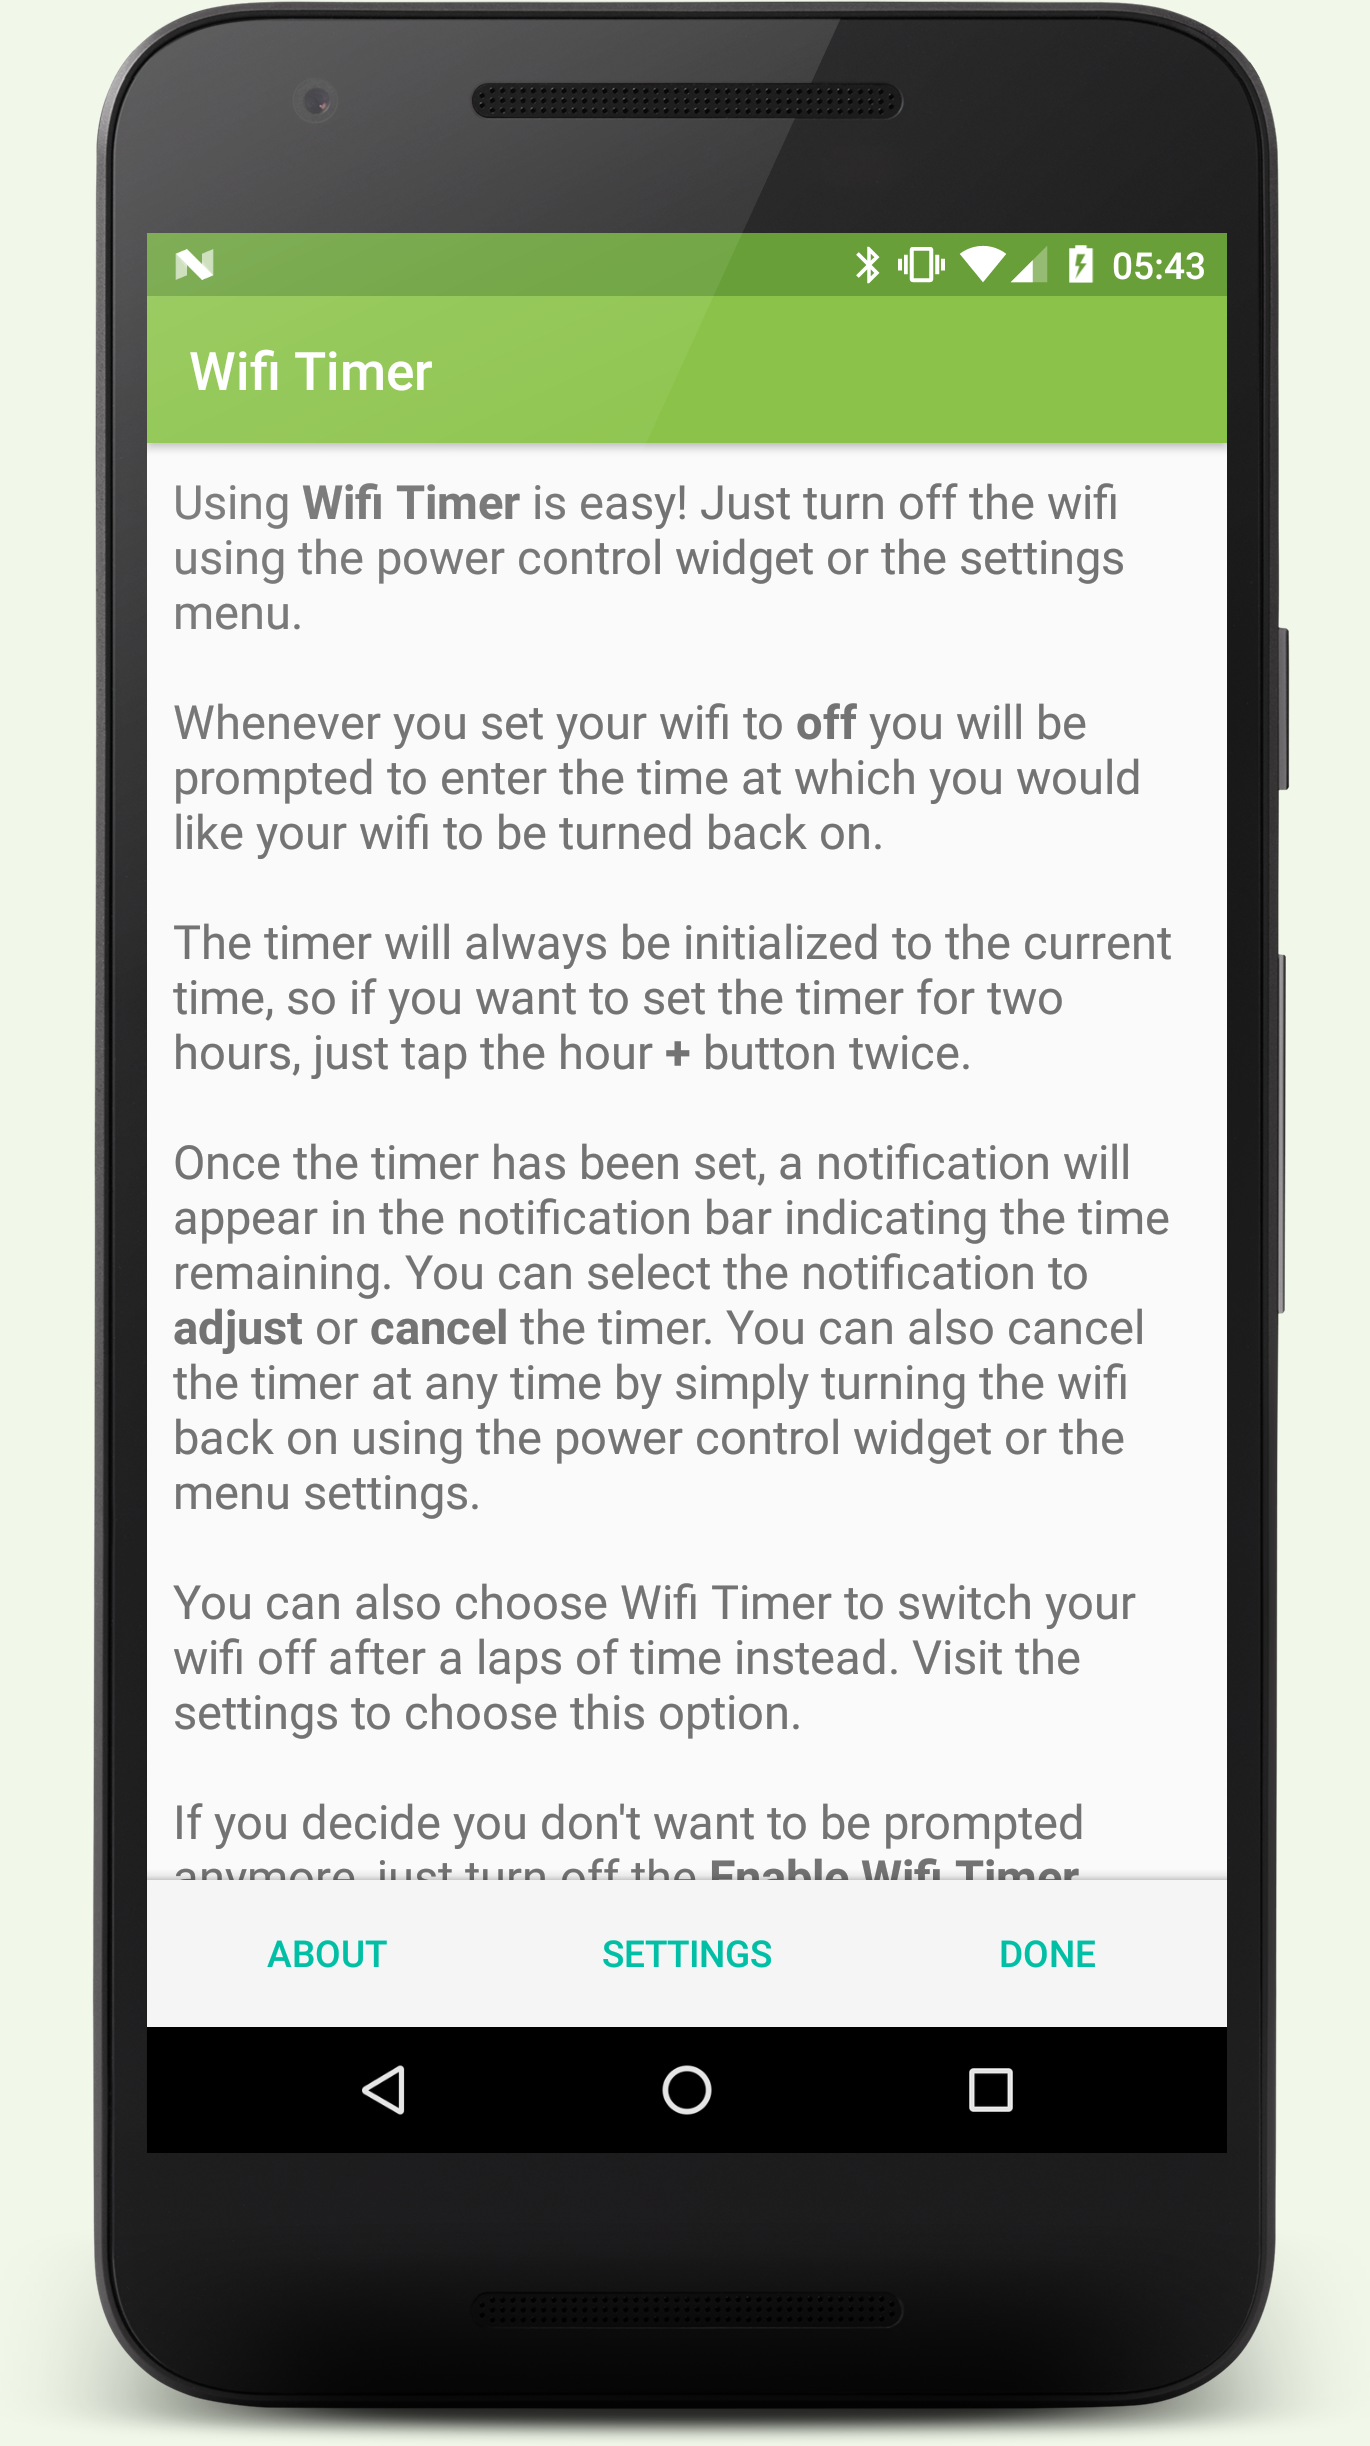 05:43
Wifi Timer
Using Wifi Timer is easy! Just turn off the wifi
using the power control widget or the settings
menu.
Whenever you set your wifi to off you will be
prompted to enter the time at which you would
like your wifi to be turned back on.
The timer will always be initialized to the current
time, so if you want to set the timer for two
hours, just tap the hour + button twice.
Once the timer has been set, a notification will
appear in the notification bar indicating the time
remaining. You can select the notification to
adjust or cancel the timer. You can also cancel
the timer at any time by simply turning the wifi
back on using the power control widget or the
menu settings.
You can also choose Wifi Timer to switch your
wifi off after a laps of time instead. Visit the
settings to choose this option.
If you decide you don't want to be prompted
anymore, just turn off the Enable Wifi Timer
ABOUT
SETTINGS
DONE